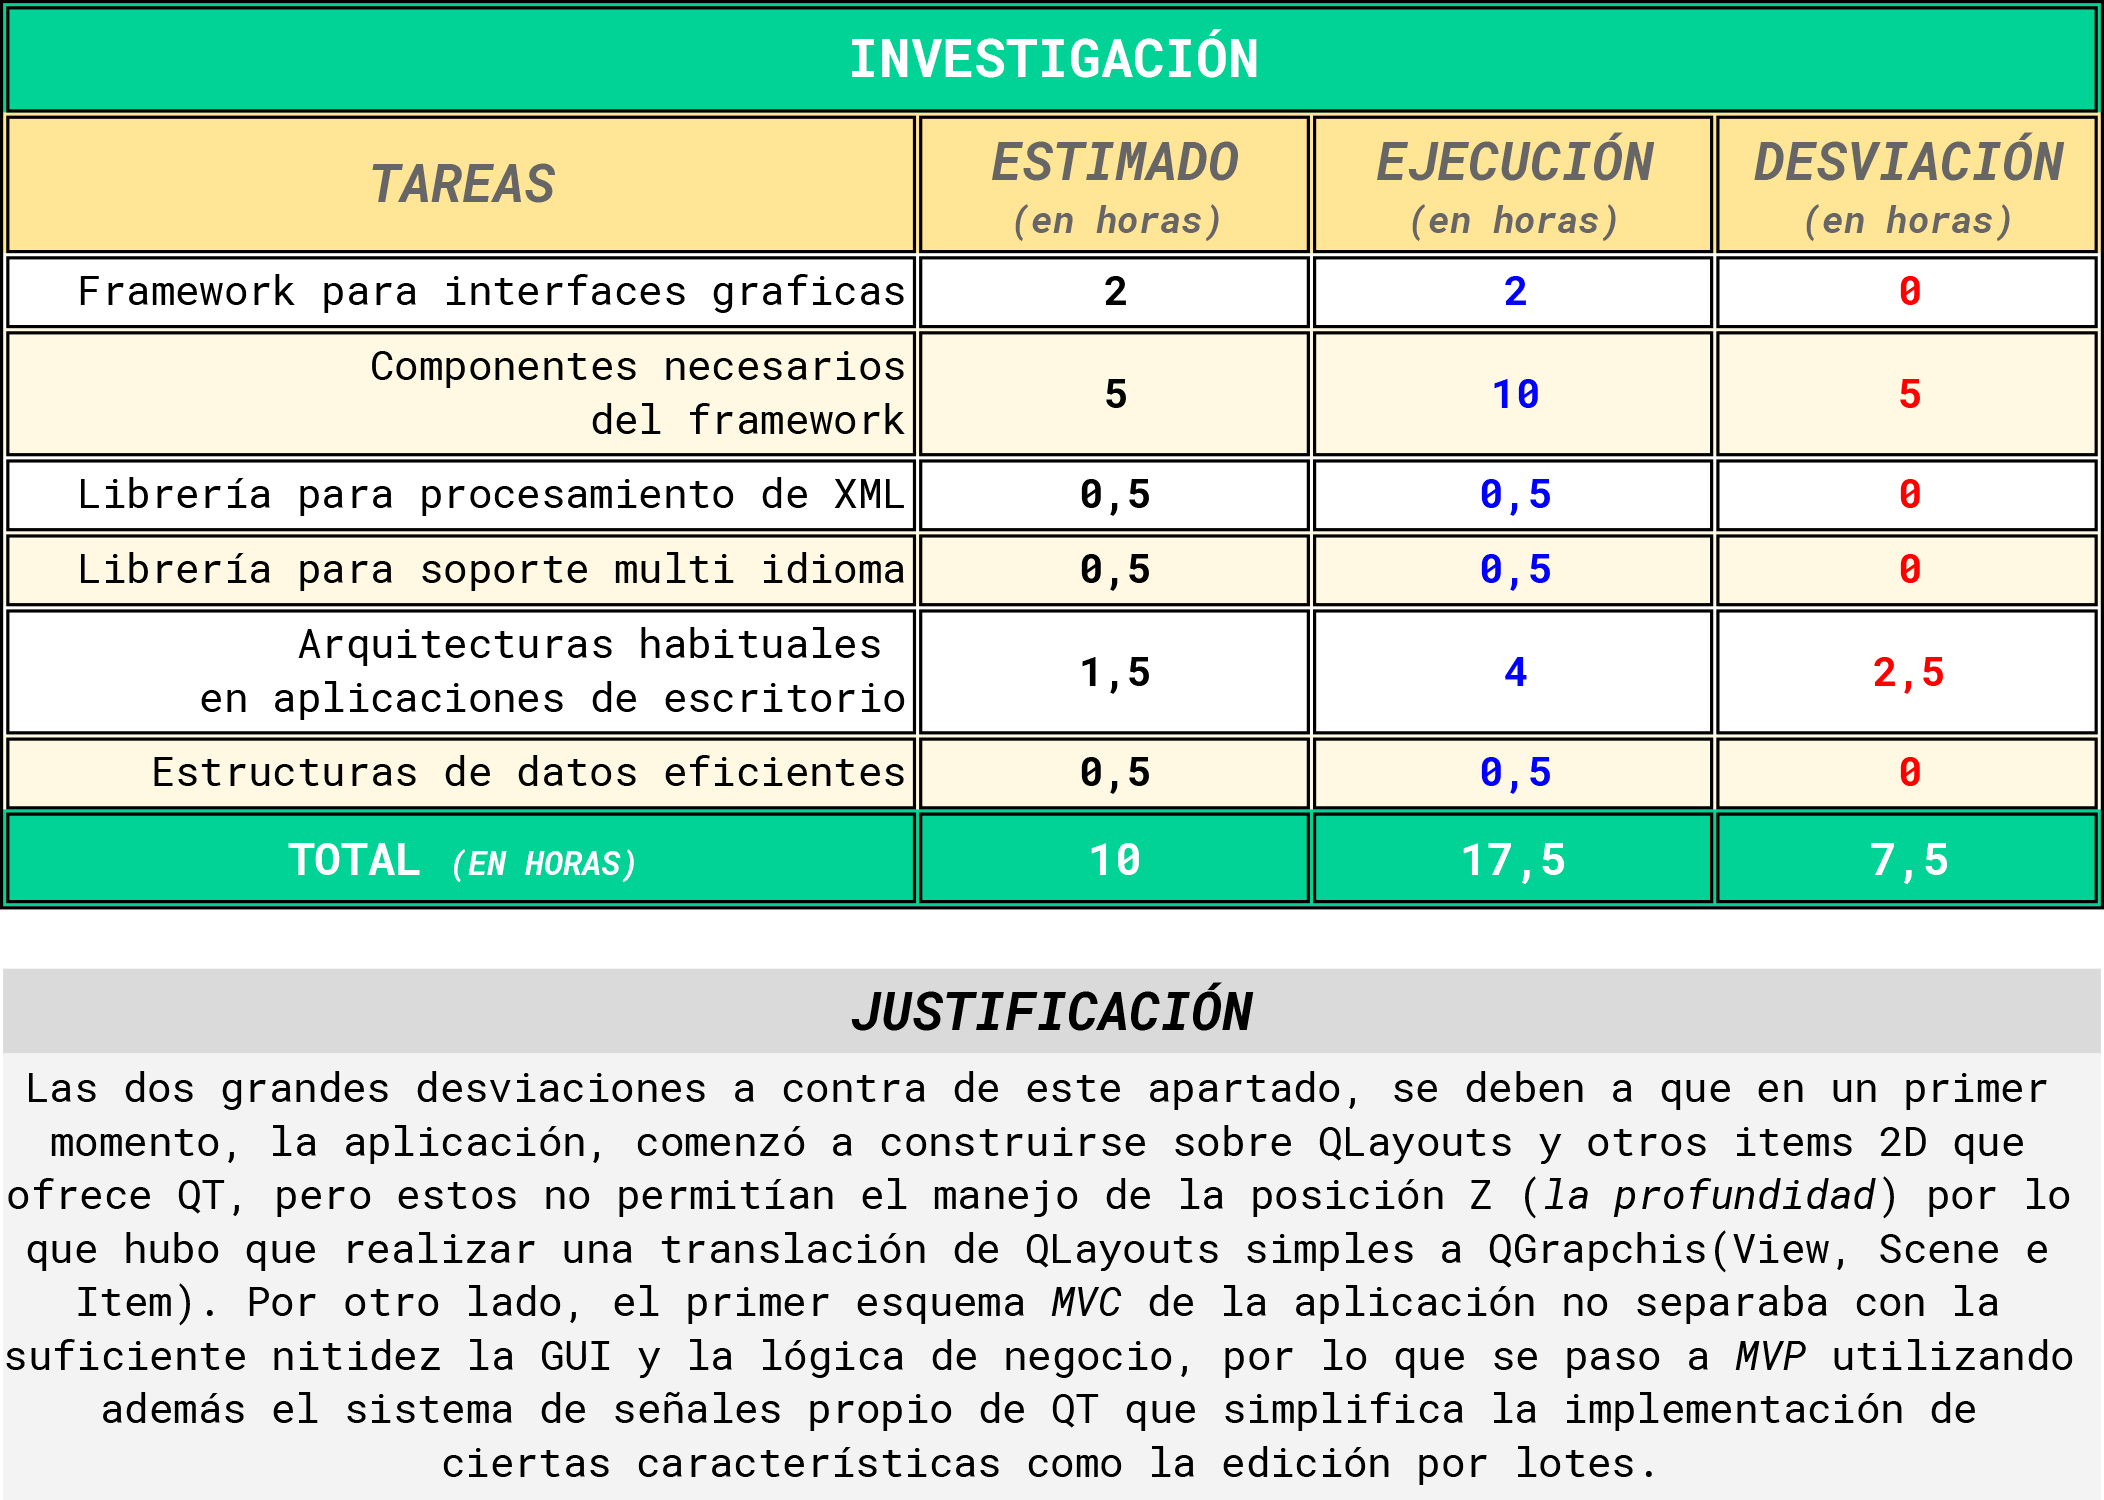 INVESTIGACIÓN
TAREAS
ESTIMADO
(en horas)
EJECUCIÓN
(en horas)
DESVIACIÓN
(en horas)
Framework para interfaces graficas 2 2 0
Componentes necesarios
del framework 5 10 5
Librería para procesamiento de XML 0,5 0,5 0
Librería para soporte multi idioma 0,5 0,5 0
Arquitecturas habituales
en aplicaciones de escritorio 1,5 4 2,5
Estructuras de datos eficientes 0,5 0,5 0
TOTAL (EN HORAS) 10 17,5 7,5
JUSTIFICACIÓN
Las dos grandes desviaciones a contra de este apartado, se deben a que en un primer
momento, la aplicación, comenzó a construirse sobre QLayouts y otros items 2D que
ofrece QT, pero estos no permitían el manejo de la posición Z (la profundidad) por lo
que hubo que realizar una translación de QLayouts simples a QGrapchis(View, Scene e
Item). Por otro lado, el primer esquema MVC de la aplicación no separaba con la
suficiente nitidez la GUI y la lógica de negocio, por lo que se paso a MVP utilizando
además el sistema de señales propio de QT que simplifica la implementación de
ciertas características como la edición por lotes.